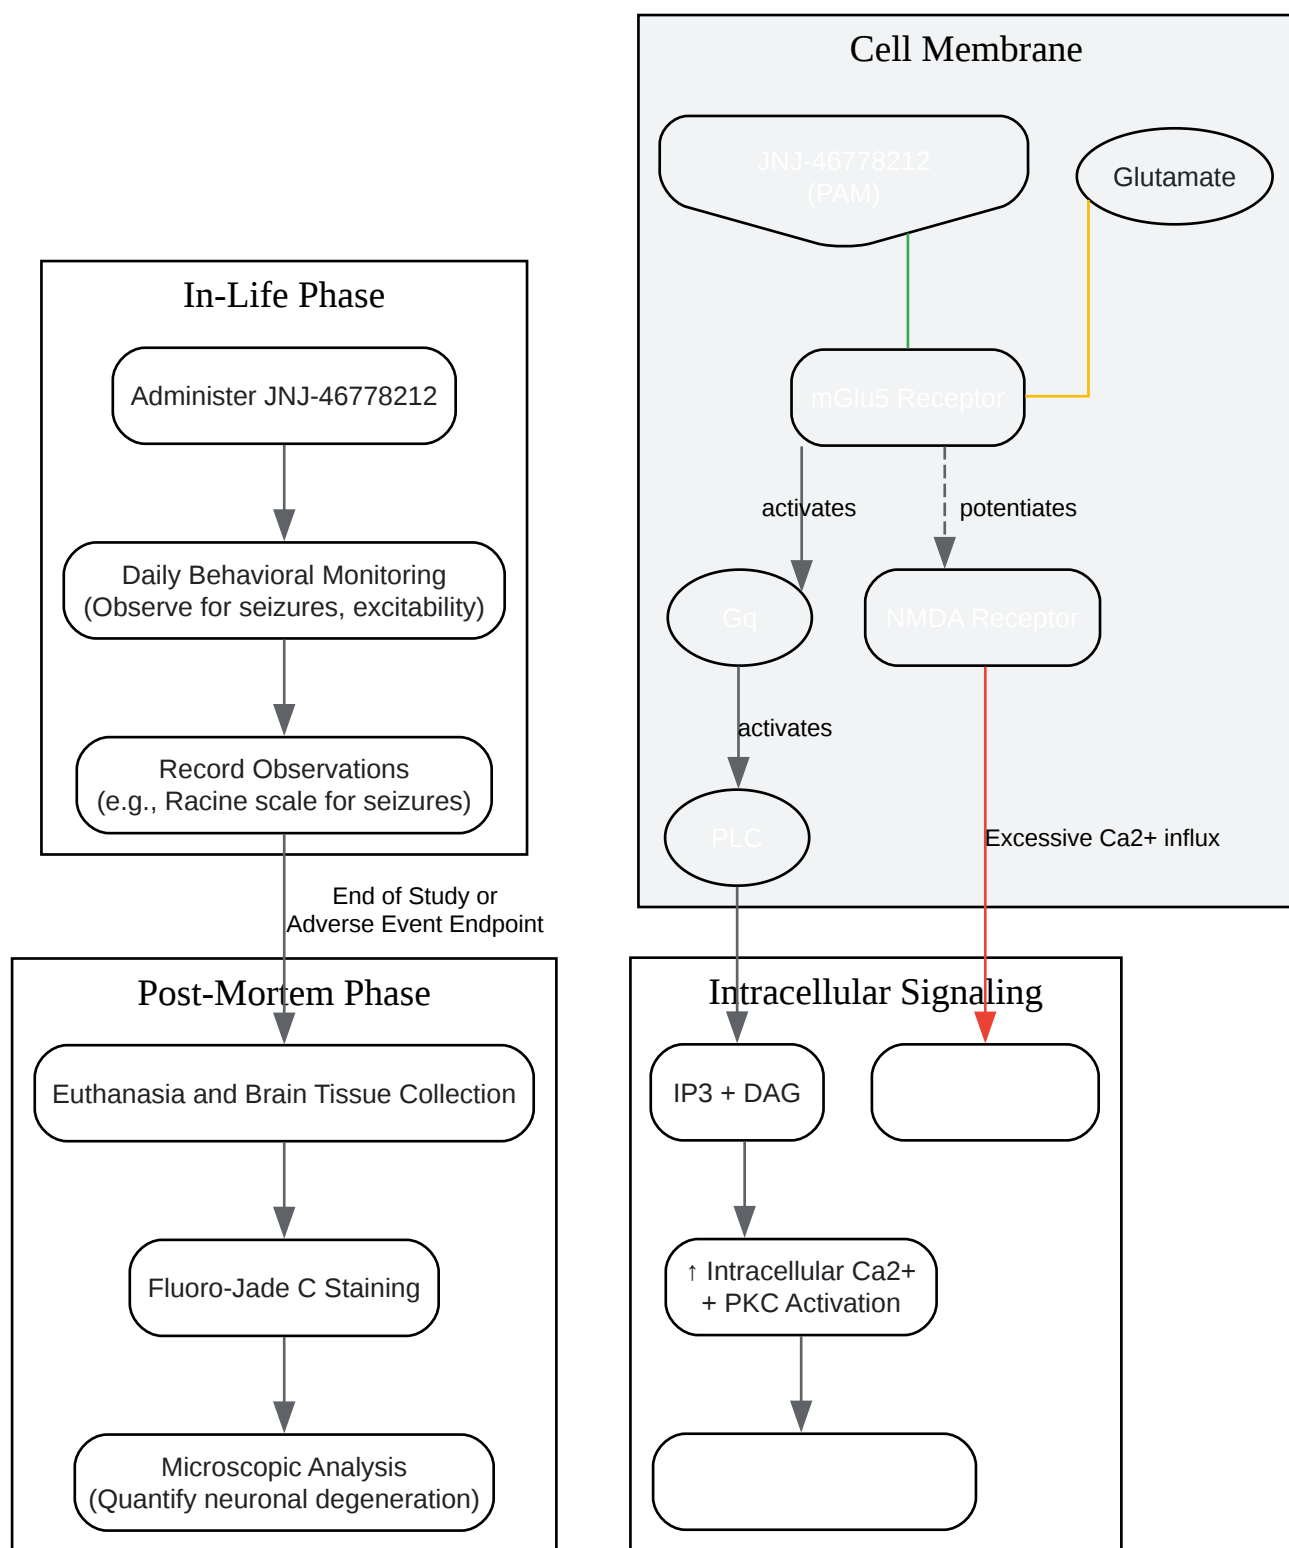 In-Life Phase
Administer JNJ-46778212
Daily Behavioral Monitoring
(Observe for seizures, excitability)
Record Observations
(e.g., Racine scale for seizures)
End of Study or
Adverse Event Endpoint
Post-Mortem Phase
Euthanasia and Brain Tissue Collection
Fluoro-Jade C Staining
Microscopic Analysis
(Quantify neuronal degeneration)
Cell Membrane
JNJ-46778212
(PAM)
Glutamate
mGlu5 Receptor
activates
potentiates
Gq
NMDA Receptor
activates
PLC
Excessive Ca2+ influx
Intracellular Signaling
IP3 + DAG
↑ Intracellular Ca2+
+ PKC Activation